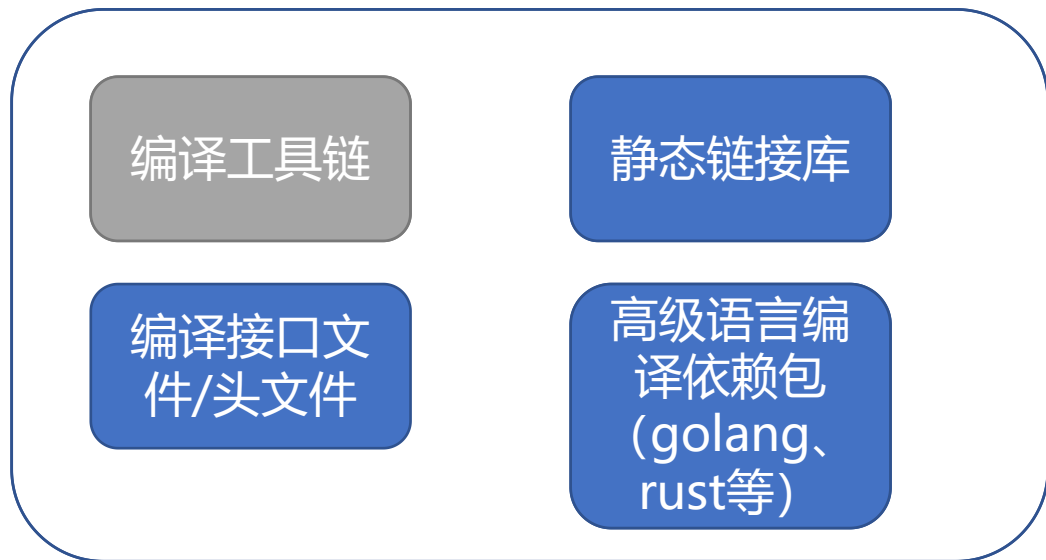 编译工具链
静态链接库
编译接口文
件/头文件
高级语言编
译依赖包
（golang、
rust等）